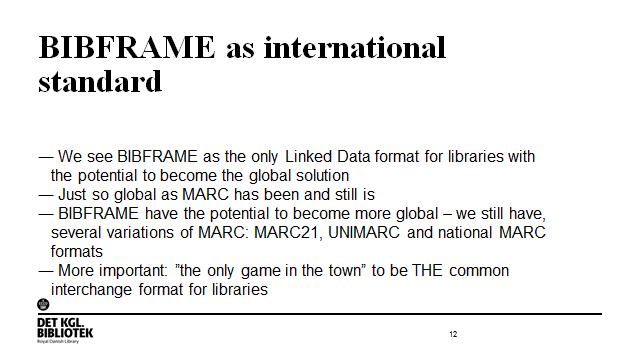 BIBFRAME as international
standard
— We see BIBFRAME as the only Linked Data format for libraries with
the potential to become the global solution
— Just so global as MARC has been and still is
— BIBFRAME have the potential to become more global – we still have,
several variations of MARC: MARC21, UNIMARC and national MARC
formats
— More important: ”the only game in the town” to be THE common
interchange format for libraries
DET KGL.
BIBLIOTEK
Royal Danish Library
12